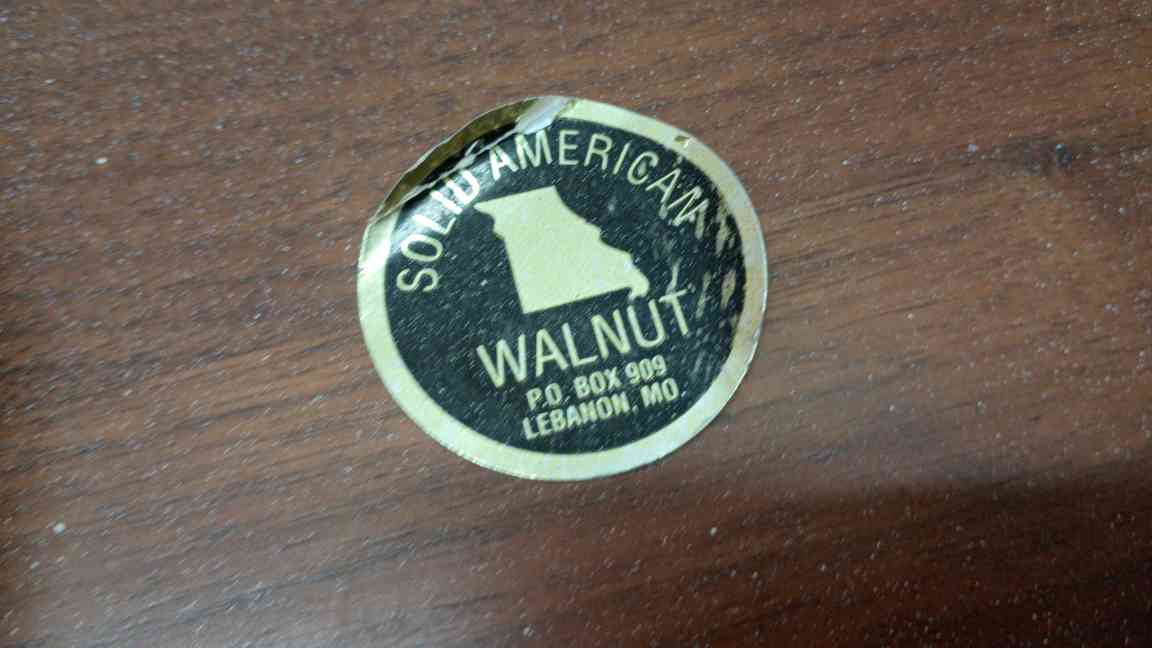 SOLID AMERICAN
WALNUT
P.O. BOX 909
LEBANON, MO.